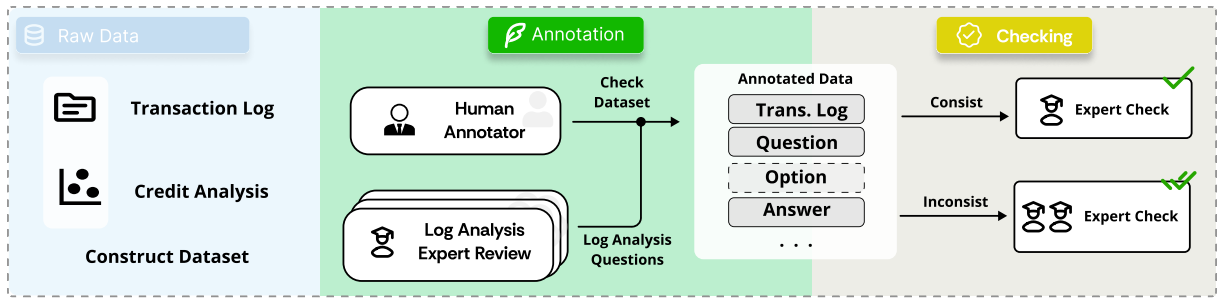 Raw Data
Transaction Log
Credit Analysis
Construct Dataset
Annotation
Human
Annotator
Log Analysis
Expert Review
Check
Dataset
Log Analysis
Questions
Annotated Data
Trans. Log
Question
Option
Answer
. . .
Checking
Consist
Expert Check
Inconsist
Expert Check